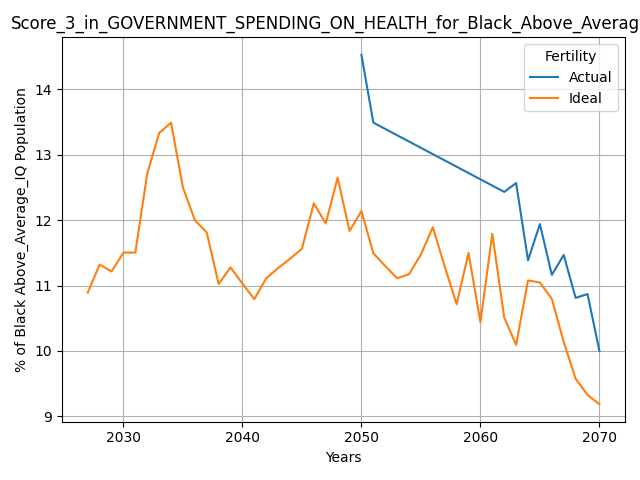 Score_3_in_GOVERNMENT_SPENDING_ON_HEALTH_for_Black_Above_Averag
Fertility
Actual
Ideal
% of Black Above_Average_IQ Population
14
13
12
11
10
9
2030 2040 2050 2060 2070
Years